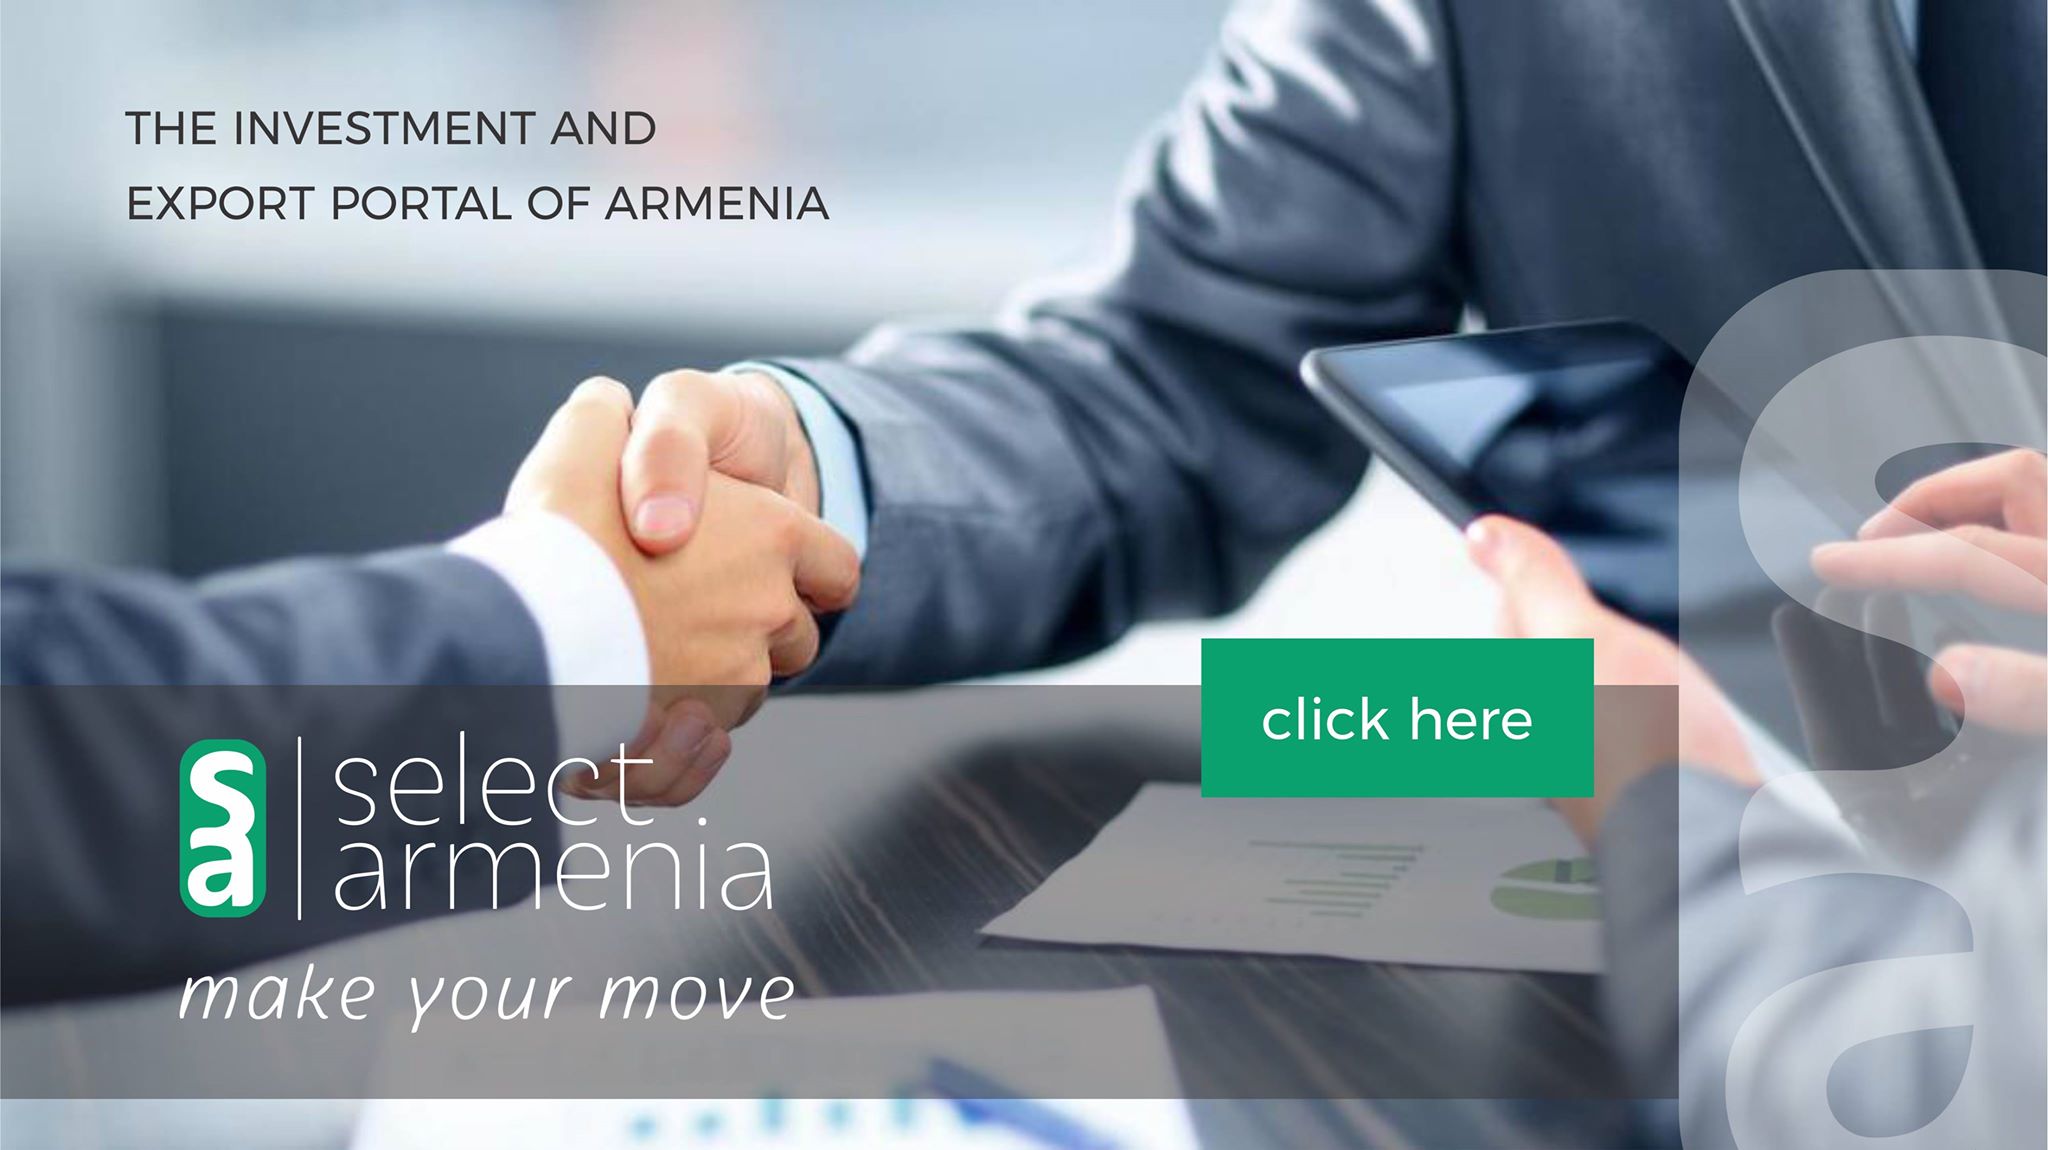 THE INVESTMENT AND
EXPORT PORTAL OF ARMENIA
click here
sa
select
armenia
make your move
sa